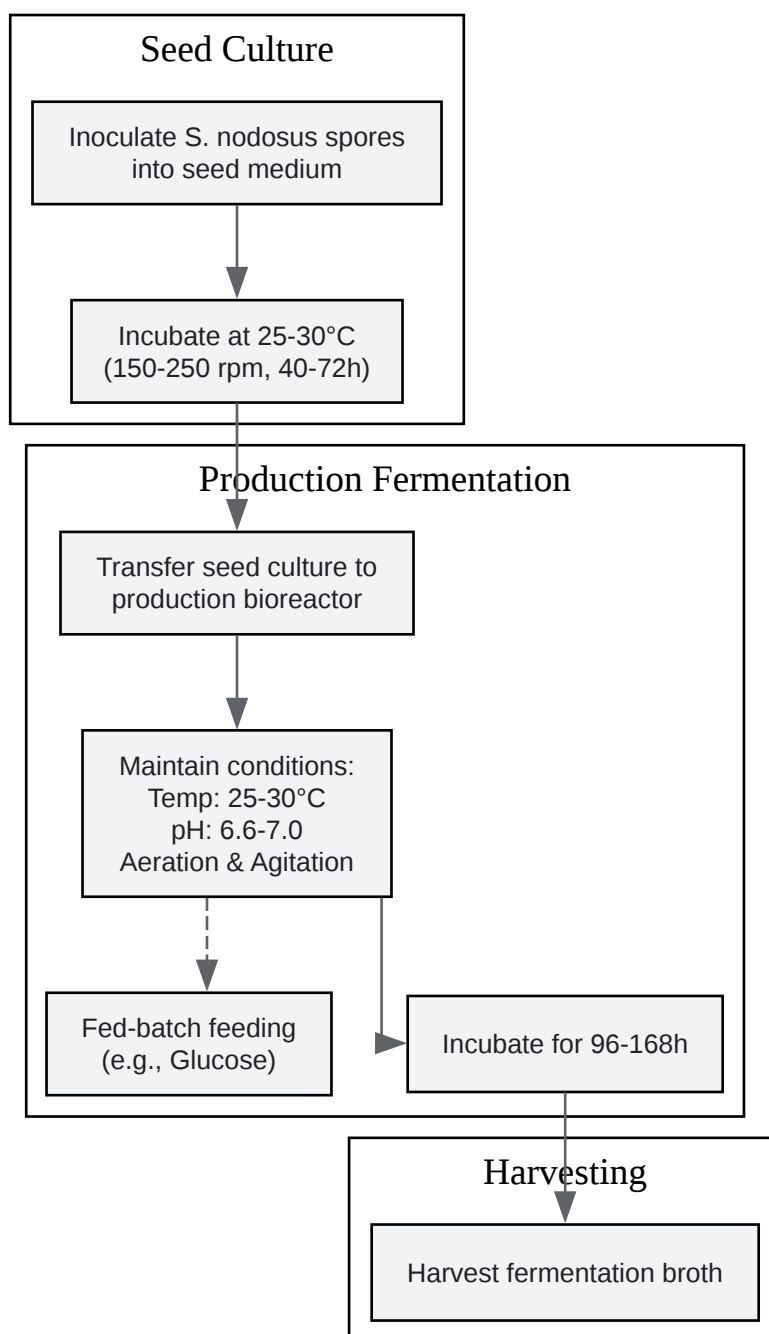 Seed Culture
Inoculate S. nodosus spores
into seed medium
Incubate at 25-30°C
(150-250 rpm, 40-72h)
Production Fermentation
Transfer seed culture to
production bioreactor
Maintain conditions:
Temp: 25-30°C
pH: 6.6-7.0
Aeration & Agitation
Fed-batch feeding
(e.g., Glucose)
Incubate for 96-168h
Harvesting
Harvest fermentation broth